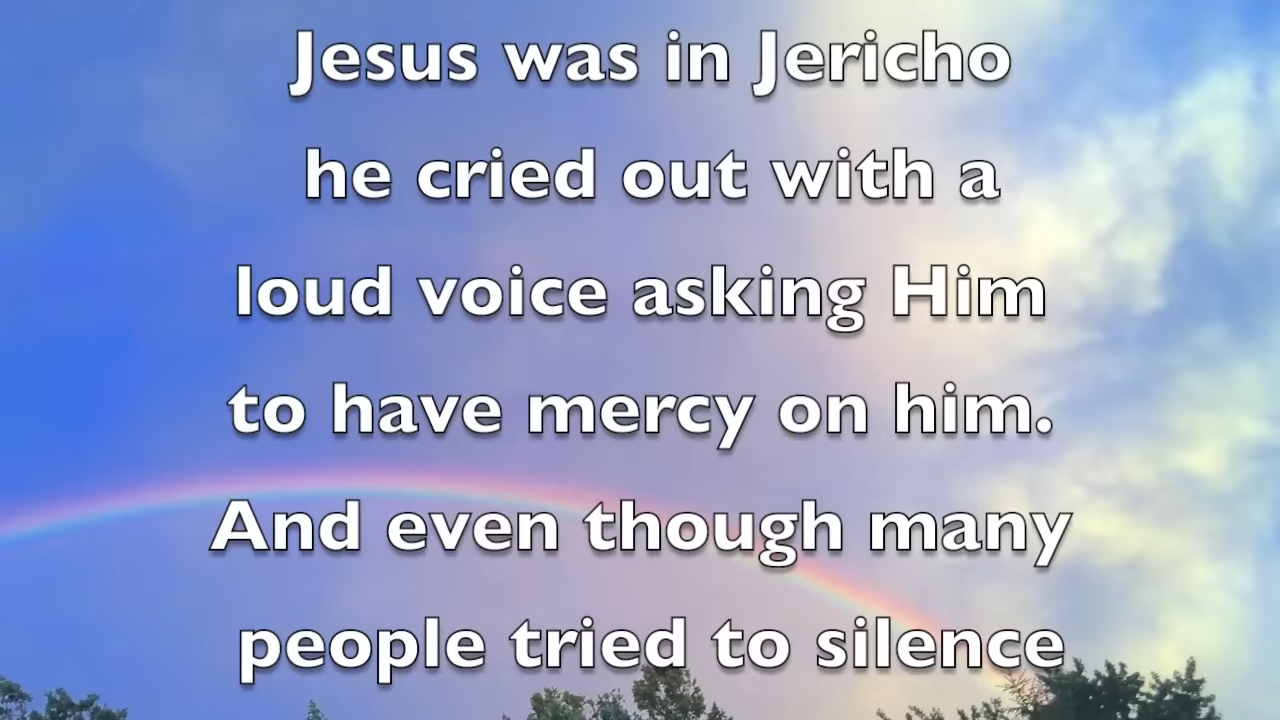 Jesus was in Jericho
he cried out with a
loud voice asking Him
to have mercy on him.
And even though many
people tried to silence